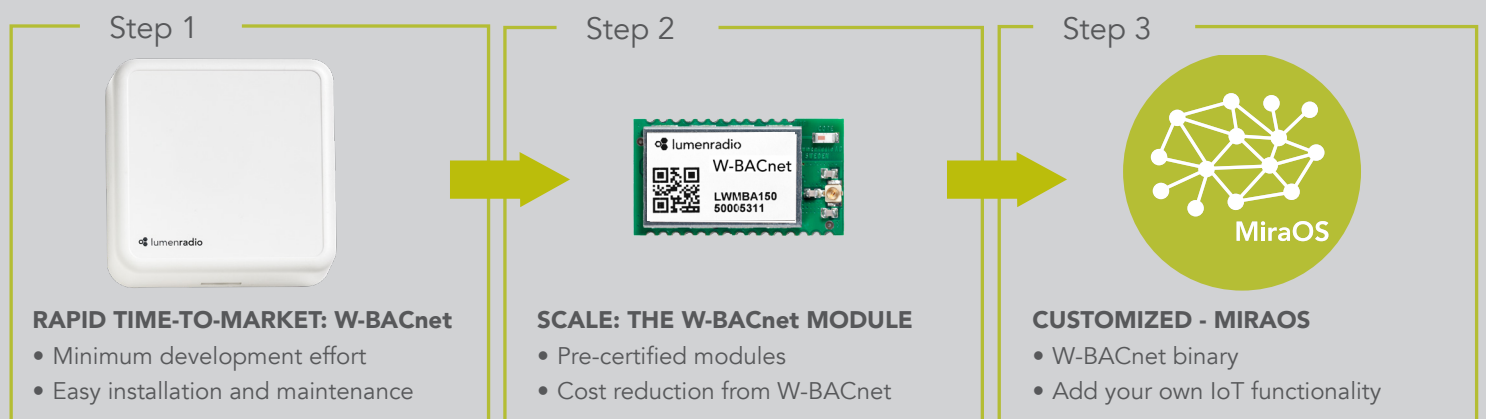 Step 1
lumenradio
RAPID TIME-TO-MARKET: W-BACnet
• Minimum development effort
• Easy installation and maintenance
Step 2
lumenradio
W-BACnet
LWMBA150
50005311
SCALE: THE W-BACnet MODULE
• Pre-certified modules
• Cost reduction from W-BACnet
Step 3
MiraOS
CUSTOMIZED - MIRAOS
• W-BACnet binary
• Add your own IoT functionality